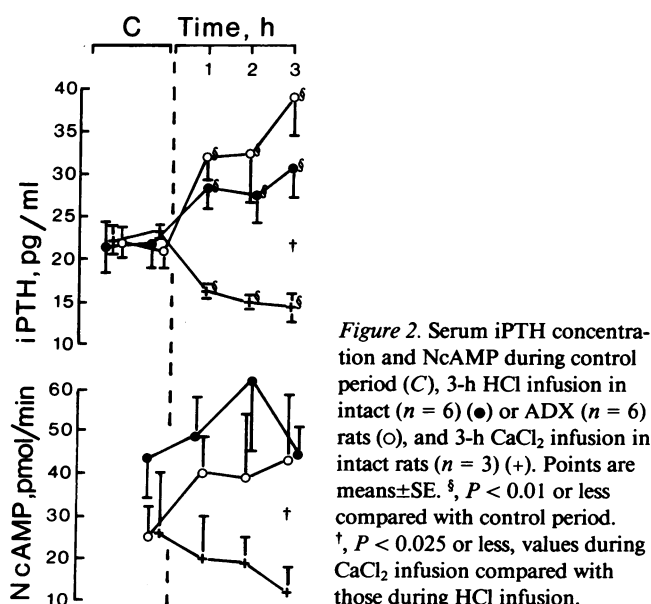 C Time, h
1 2 3
40
35
30
25
20
15
10
iPTH, pg/ml
§ § §
§ § §
†
§ § §
60
50
40
30
20
10
NcAMP, pmol/min
†
Figure 2. Serum iPTH concentra-
tion and NcAMP during control
period (C), 3-h HCl infusion in
intact (n = 6) (●) or ADX (n = 6)
rats (○), and 3-h CaCl₂ infusion in
intact rats (n = 3) (+). Points are
means±SE. §, P < 0.01 or less
compared with control period.
†, P < 0.025 or less, values during
CaCl₂ infusion compared with
those during HCl infusion.